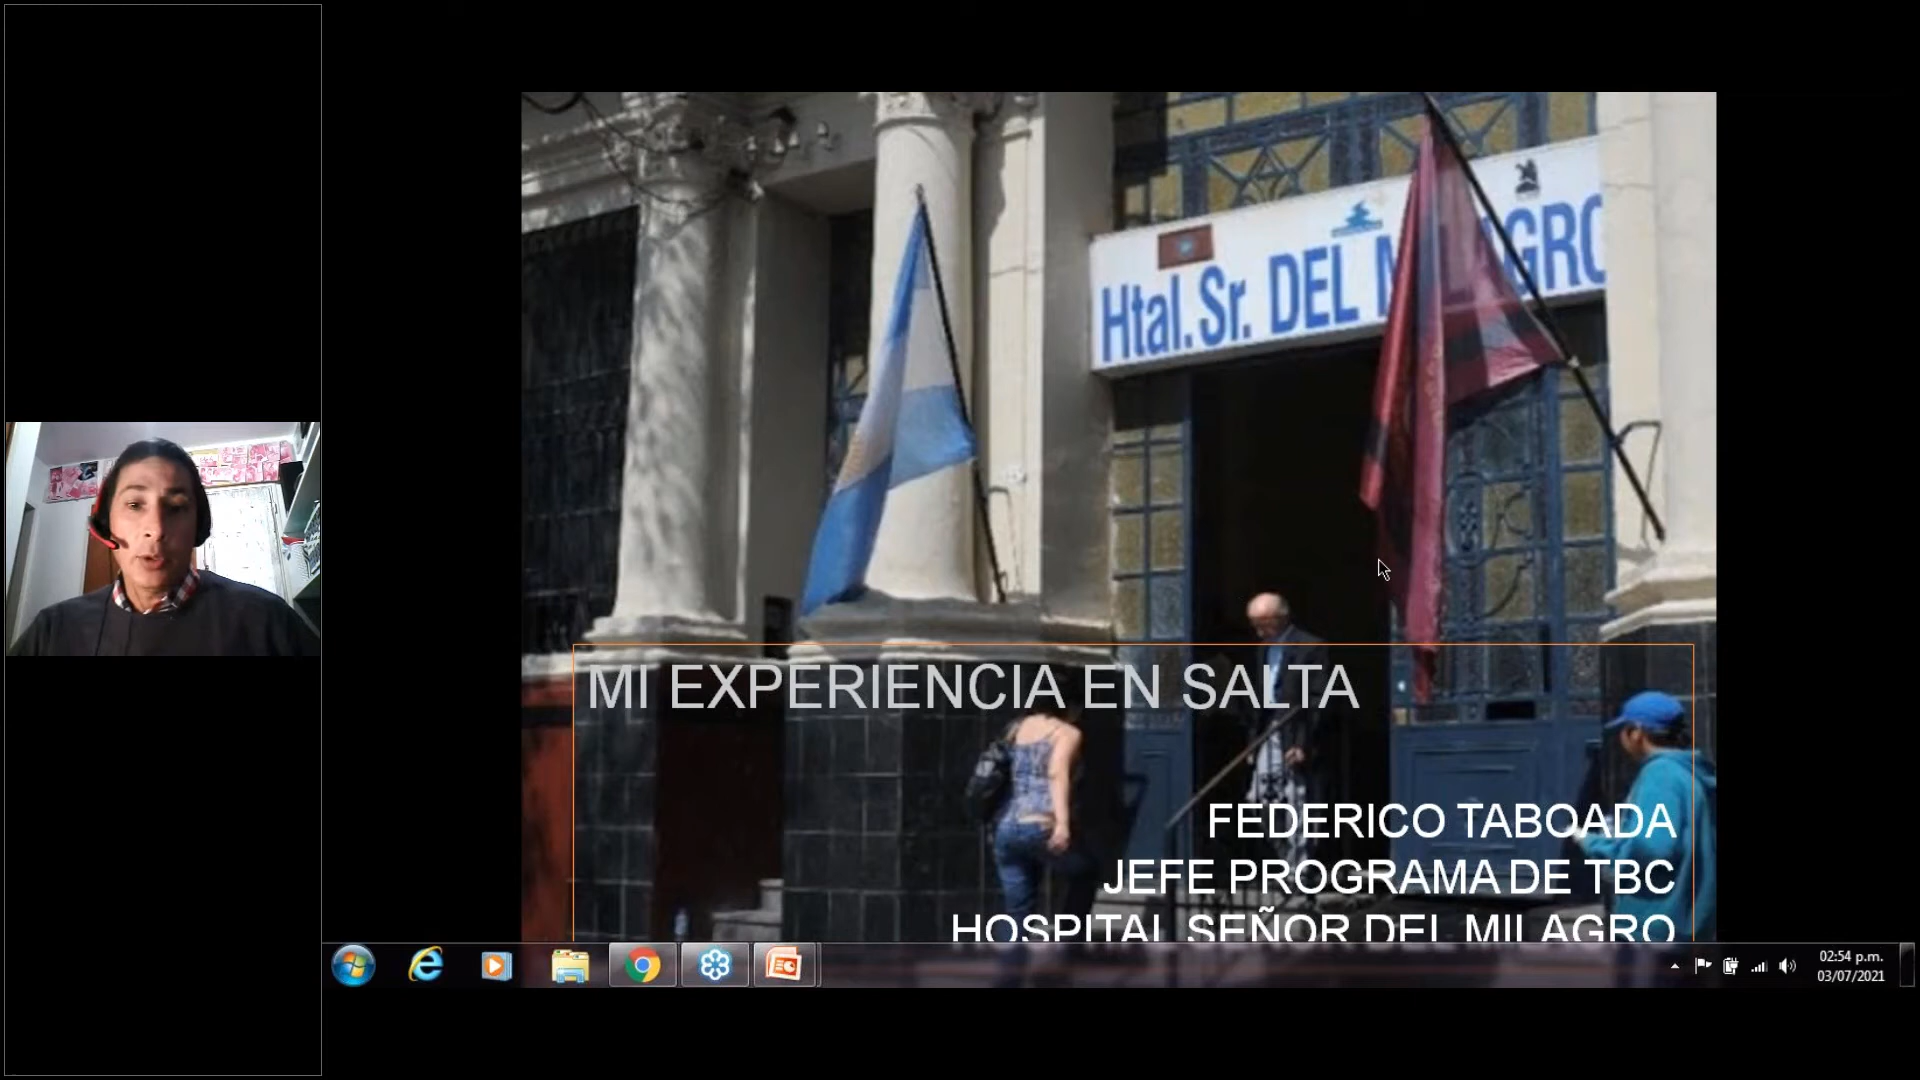 Htal. Sr. DEL MILAGRO
MI EXPERIENCIA EN SALTA
FEDERICO TABOADA
JEFE PROGRAMA DE TBC
HOSPITAL SEÑOR DEL MILAGRO
02:54 p.m.
03/07/2021